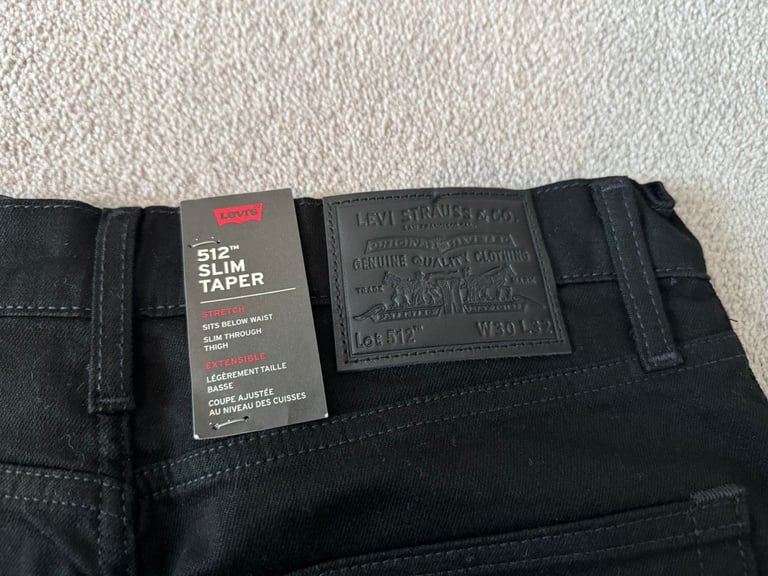 Levi's
512™
SLIM
TAPER
STRETCH
SITS BELOW WAIST
SLIM THROUGH
THIGH
EXTENSIBLE
LÉGÈREMENT TAILLE
BASSE
COUPE AJUSTÉE
AU NIVEAU DES CUISSES
LEVI STRAUSS & CO.
ORIGINAL RIVETED
GENUINE QUALITY CLOTHING
TRADE MARK
PATENTED
Lot 512™ W30 L32